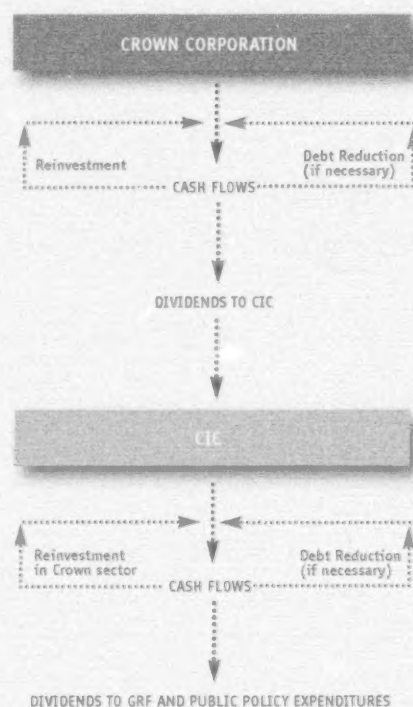 CROWN CORPORATION
Reinvestment
Debt Reduction
(if necessary)
CASH FLOWS
DIVIDENDS TO CIC
CIC
Reinvestment
in Crown sector
Debt Reduction
(if necessary)
CASH FLOWS
DIVIDENDS TO GRF AND PUBLIC POLICY EXPENDITURES